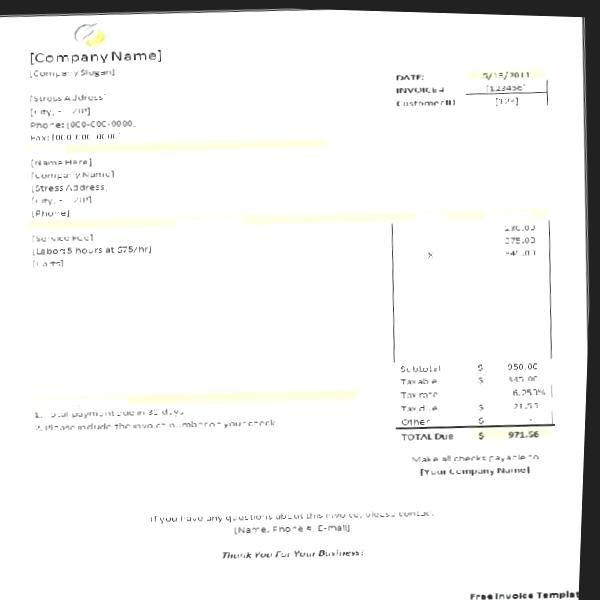 [Company Name]
[Company Slogan]
DATE: 5/13/2011
INVOICE # [123456]
Customer ID [123]
[Stress Address]
[City, ZIP]
Phone: [000-000-0000]
Fax: [000-000-0000]
[Name Here]
[Company Name]
[Stress Address]
[City, ZIP]
[Phone]
[Service Fee] 230.00
[Labor: 5 hours at $75/hr] 375.00
[Parts] X 345.00
Subtotal $ 950.00
Taxable $ 345.00
Tax rate 6.250%
Tax due $ 21.56
Other $ -
TOTAL Due $ 971.56
1. Total payment due in 30 days
2. Please include the invoice number on your check
Make all checks payable to
[Your Company Name]
If you have any questions about this invoice, please contact
[Name, Phone #, E-mail]
Thank You For Your Business!
Free Invoice Templat